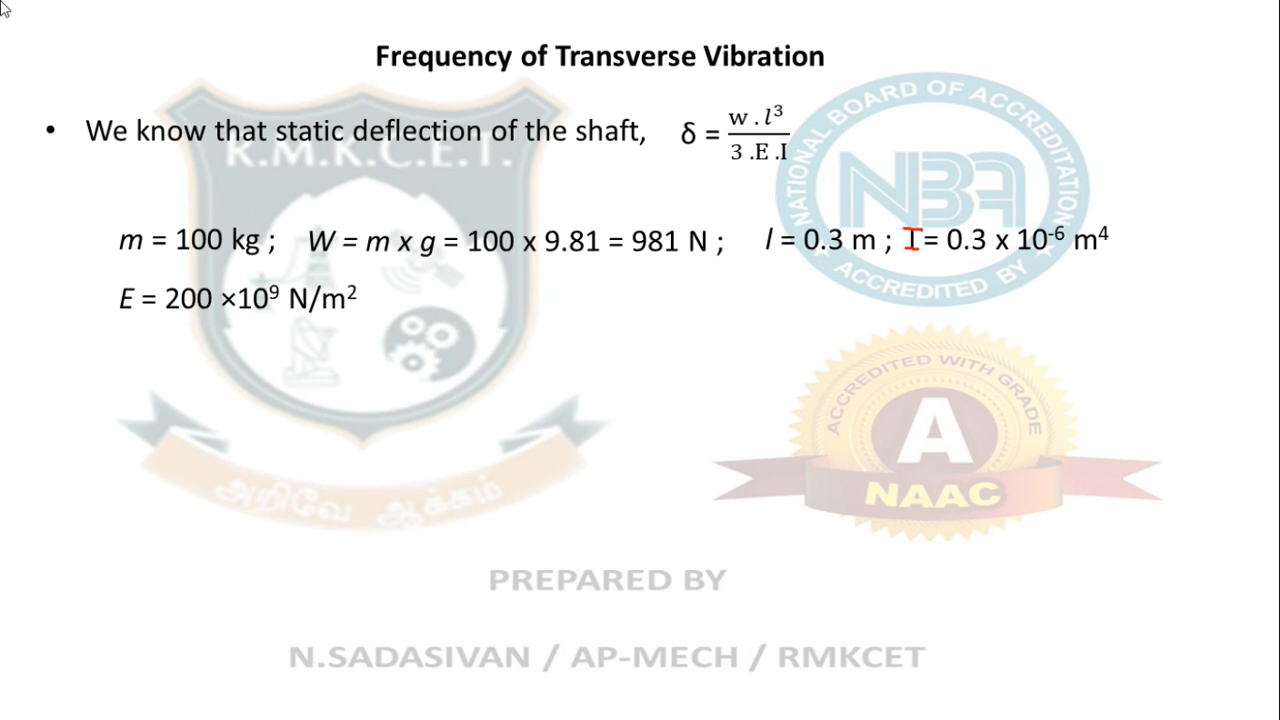 Frequency of Transverse Vibration
• We know that static deflection of the shaft, δ = w . l³ / 3 .E .I
m = 100 kg ; W = m x g = 100 x 9.81 = 981 N ; l = 0.3 m ; I = 0.3 x 10⁻⁶ m⁴
E = 200 ×10⁹ N/m²
R.M.K.C.E.T.
NATIONAL BOARD OF ACCREDITATION
NBA
ACCREDITED BY
அறிவே ஆக்கம்
ACCREDITED WITH GRADE
A
NAAC
PREPARED BY
N.SADASIVAN / AP-MECH / RMKCET